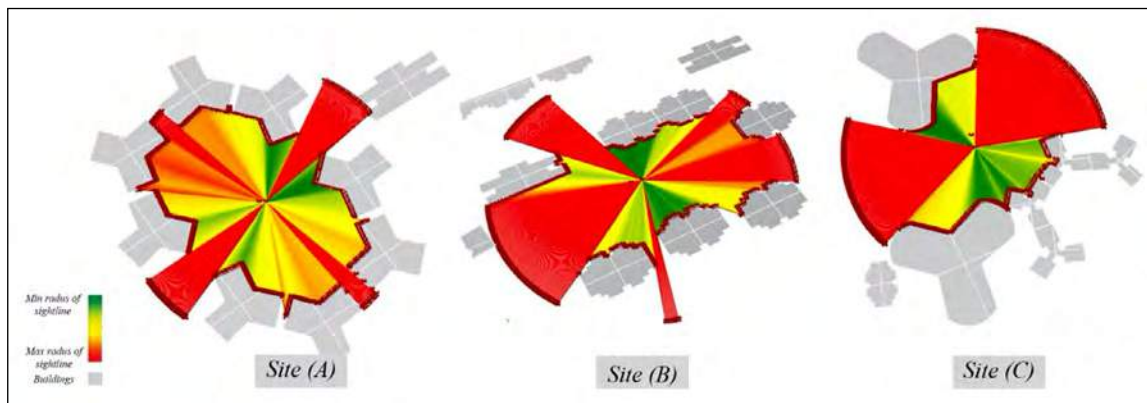 Min radius of
sightline
Max radius of
sightline
Buildings
Site (A)
Site (B)
Site (C)